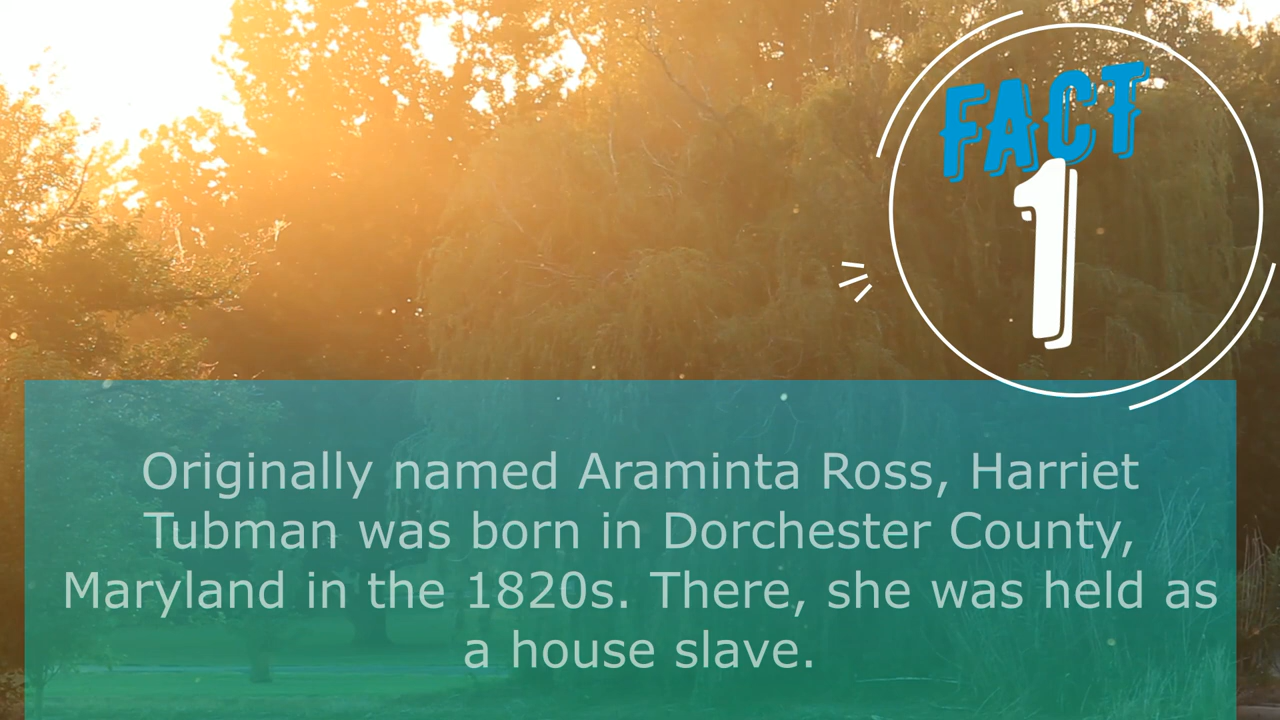 FACT
1
Originally named Araminta Ross, Harriet
Tubman was born in Dorchester County,
Maryland in the 1820s. There, she was held as
a house slave.